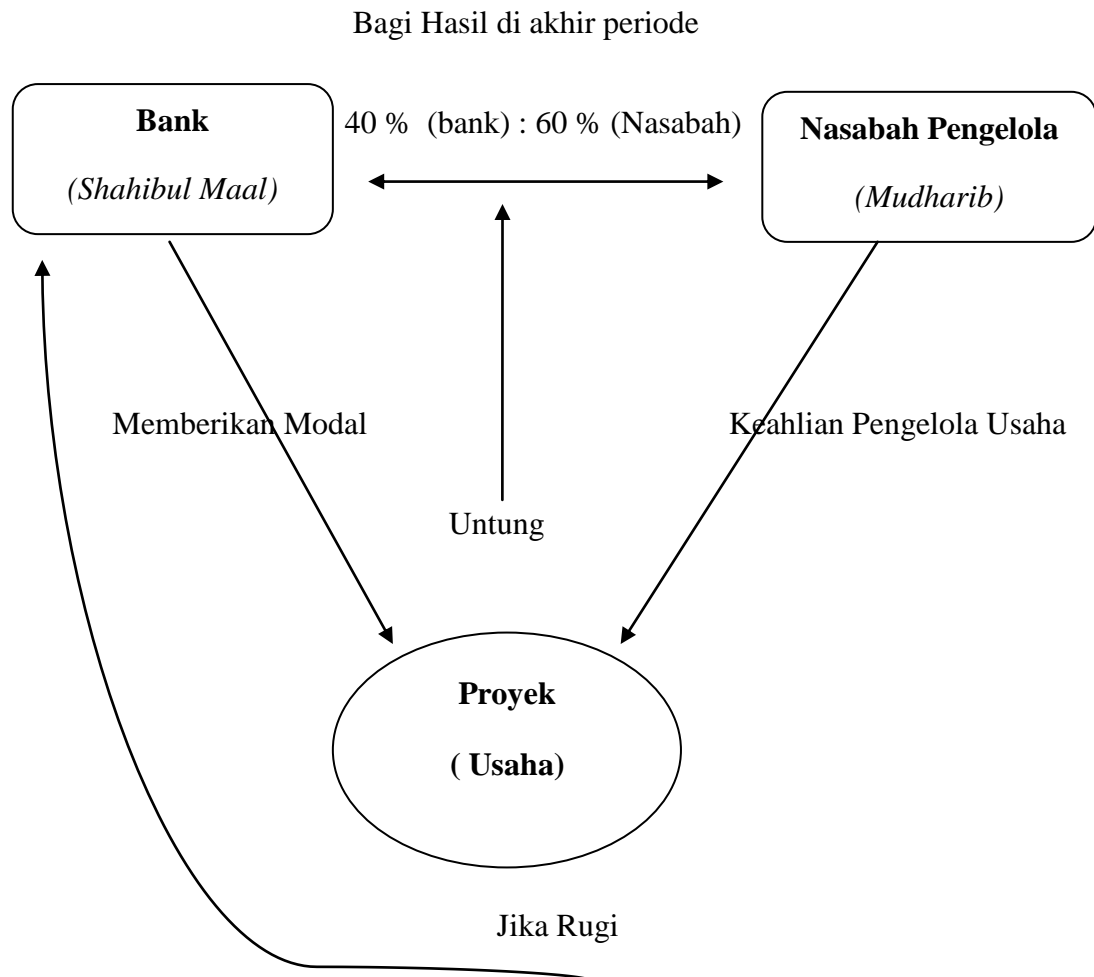 Bagi Hasil di akhir periode
Bank
(Shahibul Maal)
40 % (bank) : 60 % (Nasabah)
Nasabah Pengelola
(Mudharib)
Memberikan Modal
Keahlian Pengelola Usaha
Untung
Proyek
( Usaha)
Jika Rugi